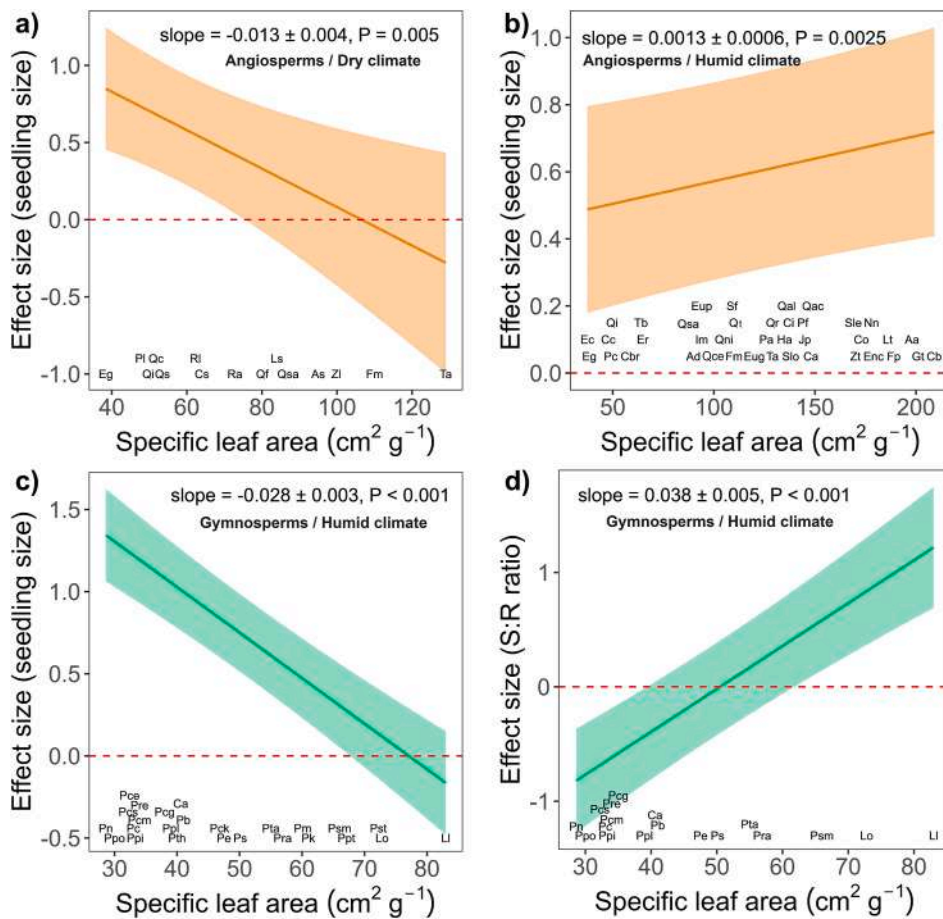 a)
slope = -0.013 ± 0.004, P = 0.005
Angiosperms / Dry climate
Effect size (seedling size)
1.0
0.5
0.0
-0.5
-1.0
Pl Qc Rl Ls
Eg Qi Qs Cs Ra Qf Qsa As Zl Fm Ta
40 60 80 100 120
Specific leaf area (cm² g⁻¹)
b)
slope = 0.0013 ± 0.0006, P = 0.0025
Angiosperms / Humid climate
Effect size (seedling size)
1.0
0.8
0.6
0.4
0.2
0.0
Eup Sf Qal Qac
Qi Tb Qsa Qt Qr Ci Pf Sle Nn
Ec Cc Er Im Qni Pa Ha Jp Co Lt Aa
Eg Pc Cbr Ad Qce Fm Eug Ta Slo Ca Zt Enc Fp Gt Cb
50 100 150 200
Specific leaf area (cm² g⁻¹)
c)
slope = -0.028 ± 0.003, P < 0.001
Gymnosperms / Humid climate
Effect size (seedling size)
1.5
1.0
0.5
0.0
-0.5
Pce
Pre Ca
Pcs Pcg
Pcm Pb
Pn Pc Ppl Pck Pta Pm Psm Pst
Ppo Ppi Pth Pe Ps Pra Pk Ppt Lo Ll
30 40 50 60 70 80
Specific leaf area (cm² g⁻¹)
d)
slope = 0.038 ± 0.005, P < 0.001
Gymnosperms / Humid climate
Effect size (S:R ratio)
1
0
-1
Pcg
Pre
Pcs Ca
Pcm Pb Pta
Pn Pc
Ppo Ppi Ppl Pe Ps Pra Psm Lo Ll
30 40 50 60 70 80
Specific leaf area (cm² g⁻¹)